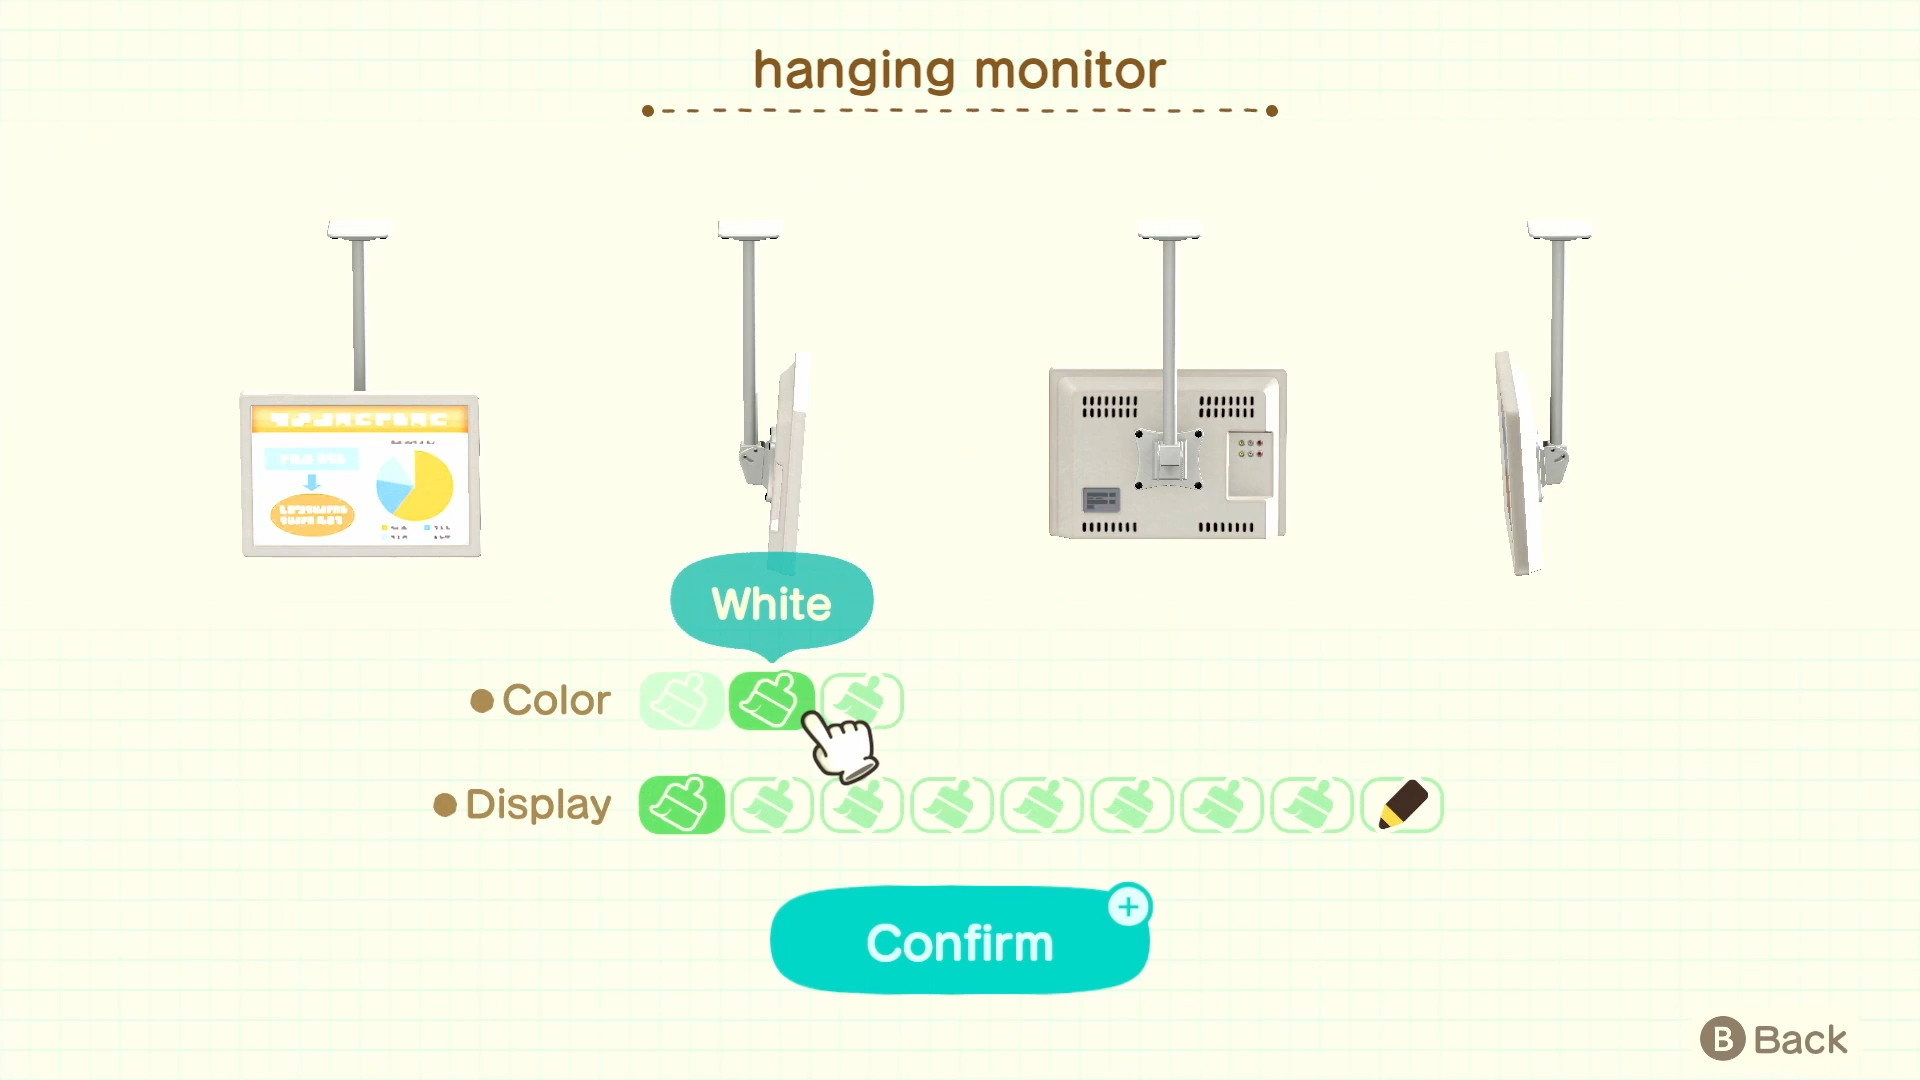 hanging monitor
White
Color
Display
Confirm
B Back